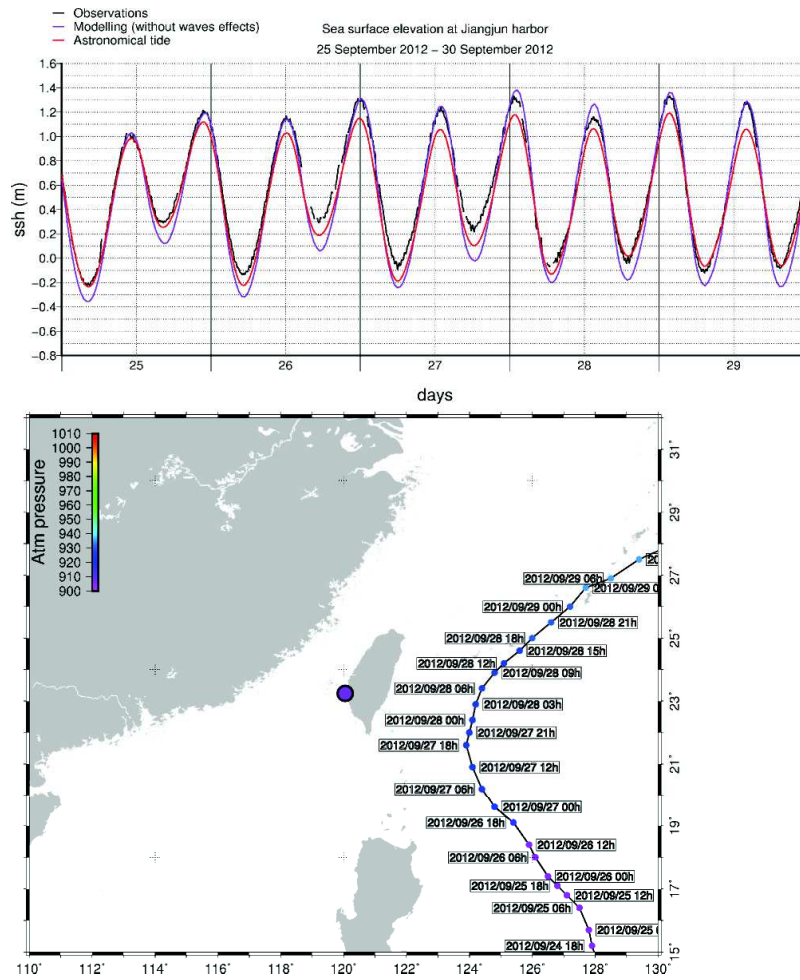 Observations
Modelling (without waves effects)
Astronomical tide
Sea surface elevation at Jiangjun harbor
25 September 2012 – 30 September 2012
1.6
1.4
1.2
1.0
0.8
0.6
0.4
0.2
0.0
−0.2
−0.4
−0.6
−0.8
ssh (m)
25
26
27
28
29
days
Atm pressure
1010
1000
990
980
970
960
950
940
930
920
910
900
2012/09/29 06h
2012/09/29 00h
2012/09/28 21h
2012/09/28 18h
2012/09/28 15h
2012/09/28 12h
2012/09/28 09h
2012/09/28 06h
2012/09/28 03h
2012/09/28 00h
2012/09/27 21h
2012/09/27 18h
2012/09/27 12h
2012/09/27 06h
2012/09/27 00h
2012/09/26 18h
2012/09/26 12h
2012/09/26 06h
2012/09/26 00h
2012/09/25 18h
2012/09/25 12h
2012/09/25 06h
2012/09/25
2012/09/24 18h
31°
29°
27°
25°
23°
21°
19°
17°
15°
110° 112° 114° 116° 118° 120° 122° 124° 126° 128° 130°